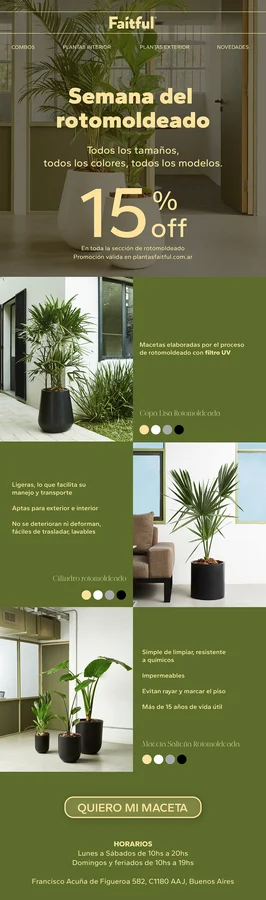 Faitful
COMBOS
PLANTAS INTERIOR
PLANTAS EXTERIOR
NOVEDADES
Semana del
rotomoldeado
Todos los tamaños,
todos los colores, todos los modelos.
15% off
En toda la sección de rotomoldeado
Promoción válida en plantasfaitful.com.ar
Macetas elaboradas por el proceso
de rotomoldeado con filtro UV
Copa Lisa Rotomoldeada
Ligeras, lo que facilita su
manejo y transporte
Aptas para exterior e interior
No se deterioran ni deforman,
fáciles de trasladar, lavables
Cilindro rotomoldeado
Simple de limpiar, resistente
a químicos
Impermeables
Evitan rayar y marcar el piso
Más de 15 años de vida útil
Maceta Rotomoldeada
QUIERO MI MACETA
HORARIOS
Lunes a Sábados de 10hs a 20hs
Domingos y feriados de 10hs a 19hs
Francisco Acuña de Figueroa 582, C1180 AAJ, Buenos Aires